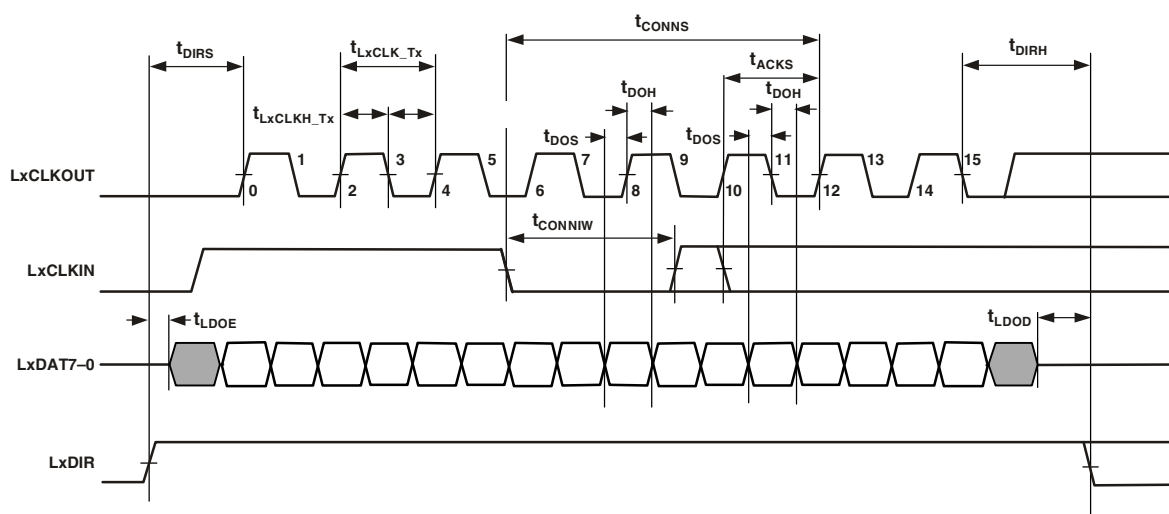 tCONNS
tDIRS
tLxCLK_Tx
tACKS
tDIRH
tDOH
tDOH
tLxCLKH_Tx
tDOS
tDOS
LxCLKOUT
1 3 5 7 9 11 13 15
0 2 4 6 8 10 12 14
tCONNIW
LxCLKIN
tLDOE
tLDOD
LxDAT7–0
LxDIR